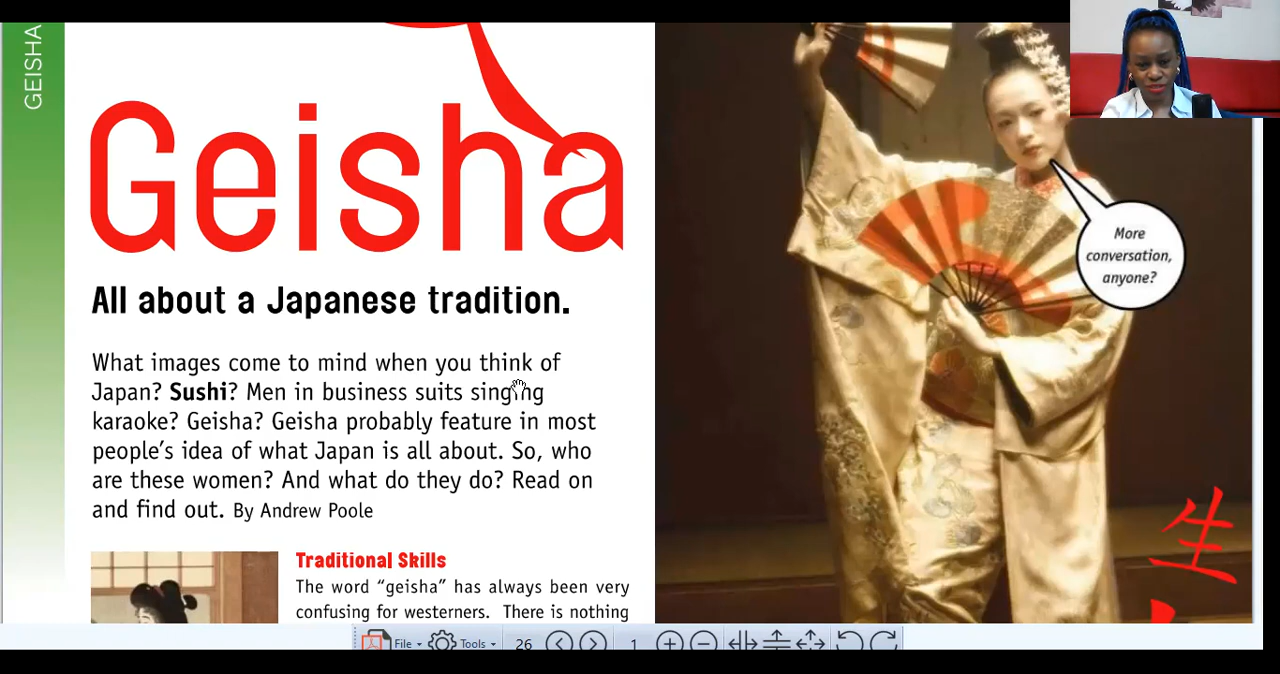 GEISHA
Geisha
All about a Japanese tradition.
What images come to mind when you think of
Japan? Sushi? Men in business suits singing
karaoke? Geisha? Geisha probably feature in most
people's idea of what Japan is all about. So, who
are these women? And what do they do? Read on
and find out. By Andrew Poole
Traditional Skills
The word “geisha” has always been very
confusing for westerners. There is nothing
More
conversation,
anyone?
生
File
Tools
26
1